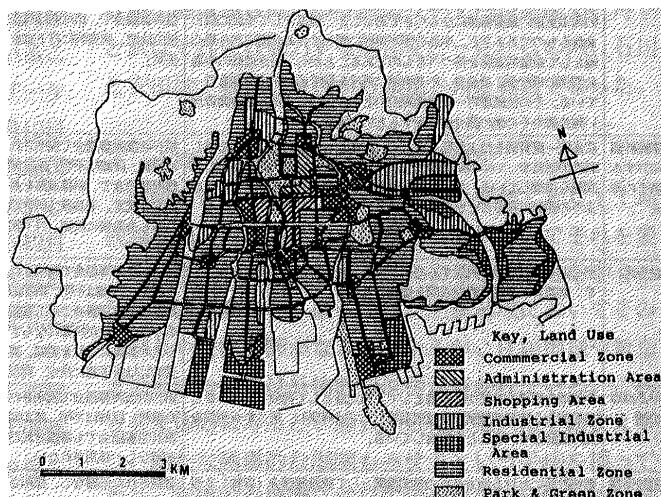 N
Key, Land Use
Commmercial Zone
Administration Area
Shopping Area
Industrial Zone
Special Industrial
Area
Residential Zone
Park & Green Zone
0 1 2 3 KM